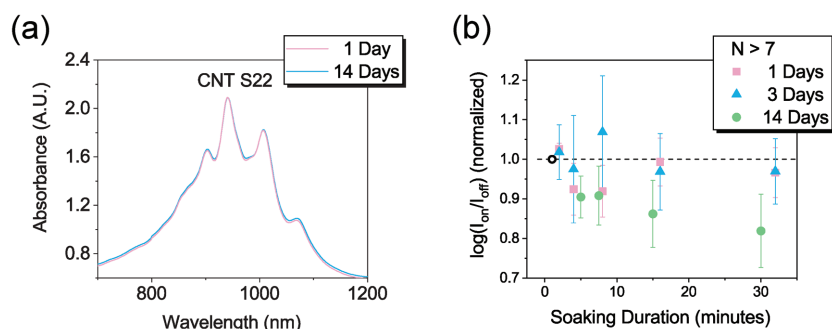 (a)
1 Day
14 Days
CNT S22
Absorbance (A.U.)
2.4
2.0
1.6
1.2
0.8
800
1000
1200
Wavelength (nm)
(b)
N > 7
1 Days
3 Days
14 Days
log(Ion/Ioff) (normalized)
1.2
1.1
1.0
0.9
0.8
0.7
0
10
20
30
Soaking Duration (minutes)